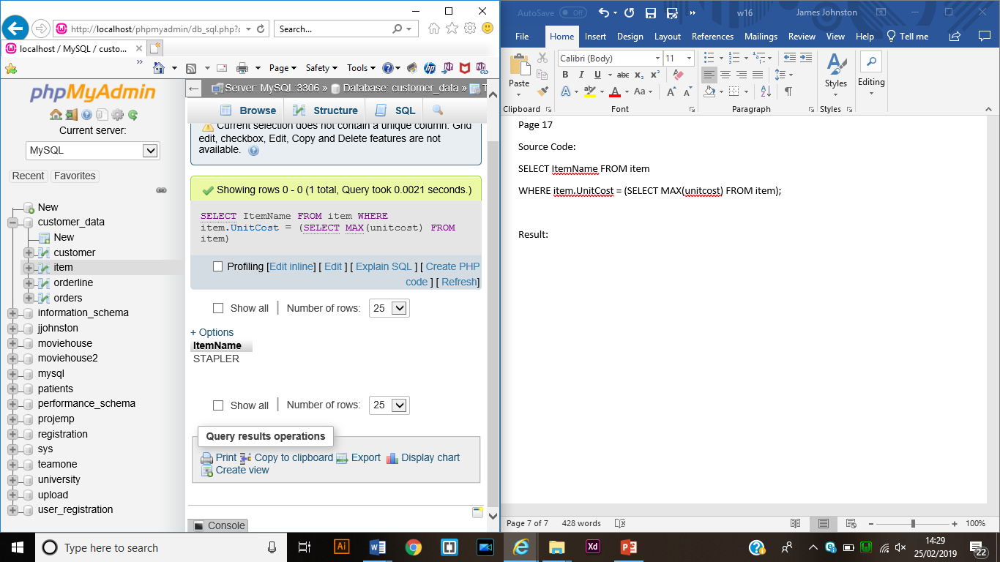 http://localhost/phpmyadmin/db_sql.php?c
Search...
localhost / MySQL / custo...
Page
Safety
Tools
phpMyAdmin
Current server:
MySQL
Recent
Favorites
New
customer_data
New
customer
item
orderline
orders
information_schema
jjohnston
moviehouse
moviehouse2
mysql
patients
performance_schema
projemp
registration
sys
teamone
university
upload
user_registration
Server: MySQL:3306 » Database: customer_data » T
Browse
Structure
SQL
Current selection does not contain a unique column. Grid
edit, checkbox, Edit, Copy and Delete features are not
available.
Showing rows 0 - 0 (1 total, Query took 0.0021 seconds.)
SELECT ItemName FROM item WHERE
item.UnitCost = (SELECT MAX(unitcost) FROM
item)
Profiling [Edit inline] [ Edit ] [ Explain SQL ] [ Create PHP
code ] [ Refresh]
Show all
Number of rows:
25
+ Options
ItemName
STAPLER
Show all
Number of rows:
25
Query results operations
Print
Copy to clipboard
Export
Display chart
Create view
Console
AutoSave
Off
w16
James Johnston
File
Home
Insert
Design
Layout
References
Mailings
Review
View
Help
Tell me
Paste
Calibri (Body)
11
B I U abc x₂ x²
A ab A Aa A A
Styles
Editing
Clipboard
Font
Paragraph
Styles
Page 17
Source Code:
SELECT ItemName FROM item
WHERE item.UnitCost = (SELECT MAX(unitcost) FROM item);
Result:
Page 7 of 7
428 words
100%
Type here to search
Ai
Xd
14:29
25/02/2019
22